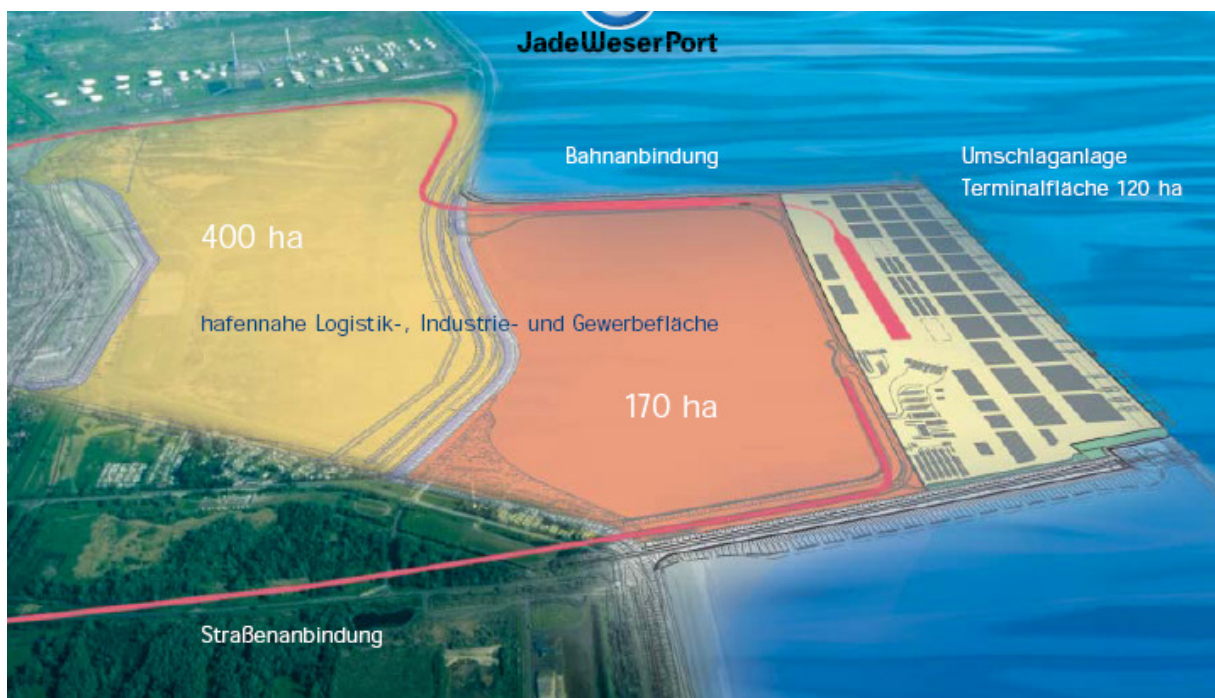 JadeWeserPort
Bahnanbindung
Umschlaganlage
Terminalfläche 120 ha
400 ha
hafennahe Logistik-, Industrie- und Gewerbefläche
170 ha
Straßenanbindung